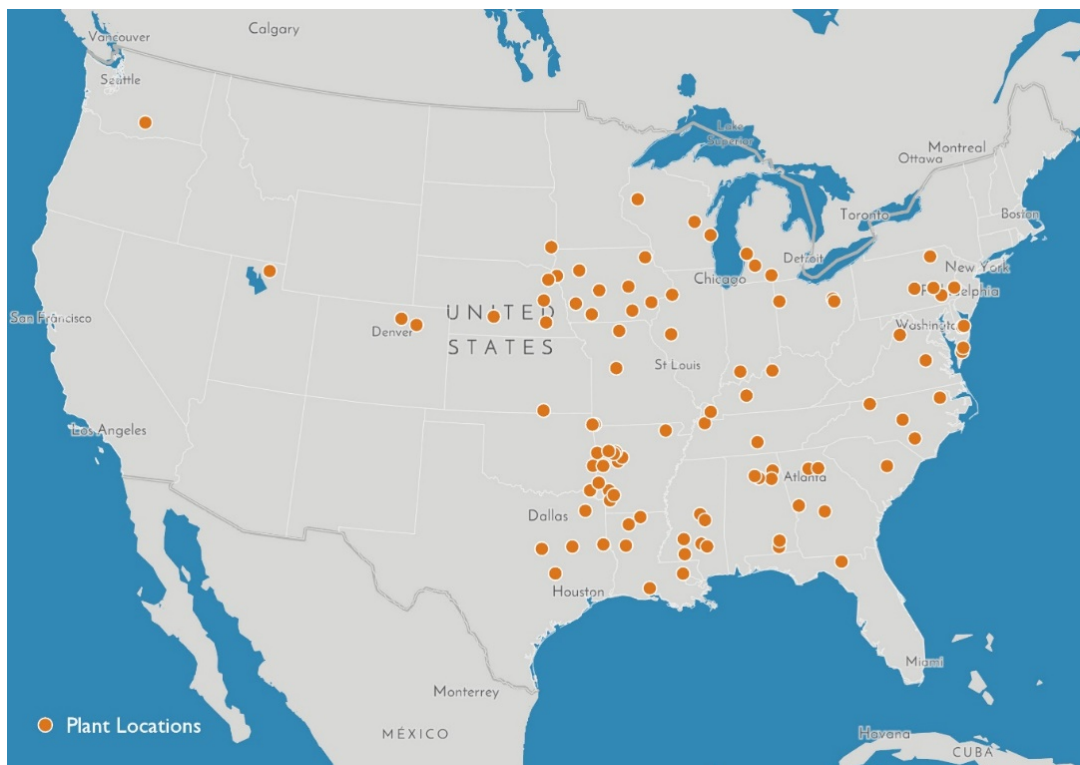 Vancouver
Calgary
Seattle
Lake
Superior
Montreal
Ottawa
Toronto
Boston
Detroit
Chicago
New York
Philadelphia
San Francisco
Denver
UNITED
STATES
Washington
St Louis
Los Angeles
Atlanta
Dallas
Houston
Miami
Monterrey
Plant Locations
MÉXICO
Havana
CUBA